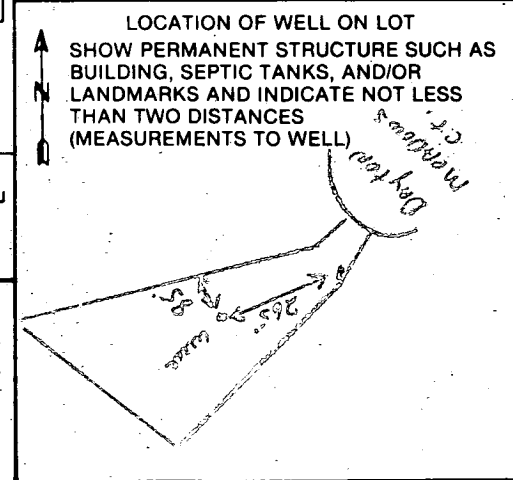 LOCATION OF WELL ON LOT
SHOW PERMANENT STRUCTURE SUCH AS
BUILDING, SEPTIC TANKS, AND/OR
LANDMARKS AND INDICATE NOT LESS
THAN TWO DISTANCES
(MEASUREMENTS TO WELL)
N
Dayton
Meadows
Ct.
265'
Well